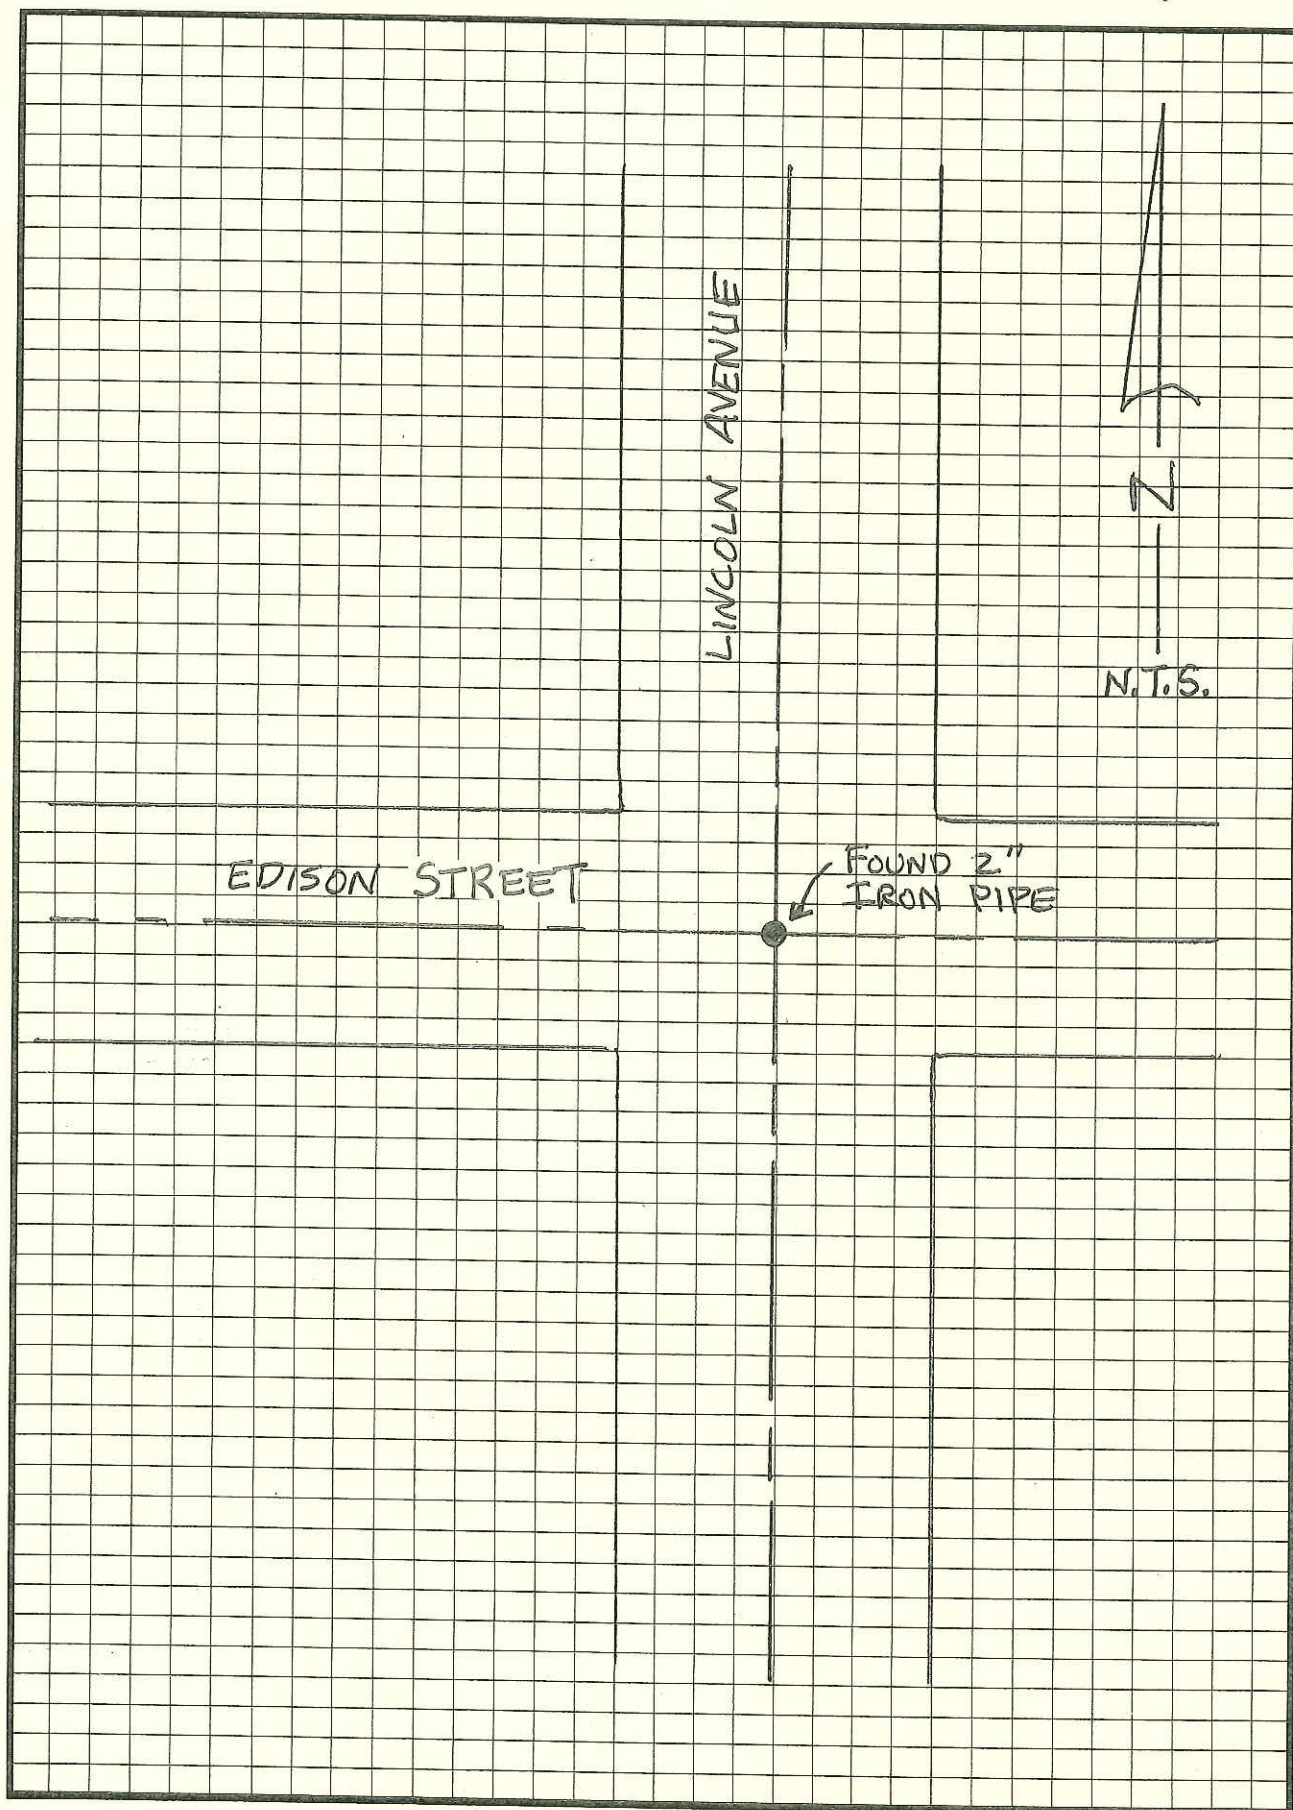 LINCOLN AVENUE
N
N.T.S.
EDISON STREET
FOUND 2"
IRON PIPE